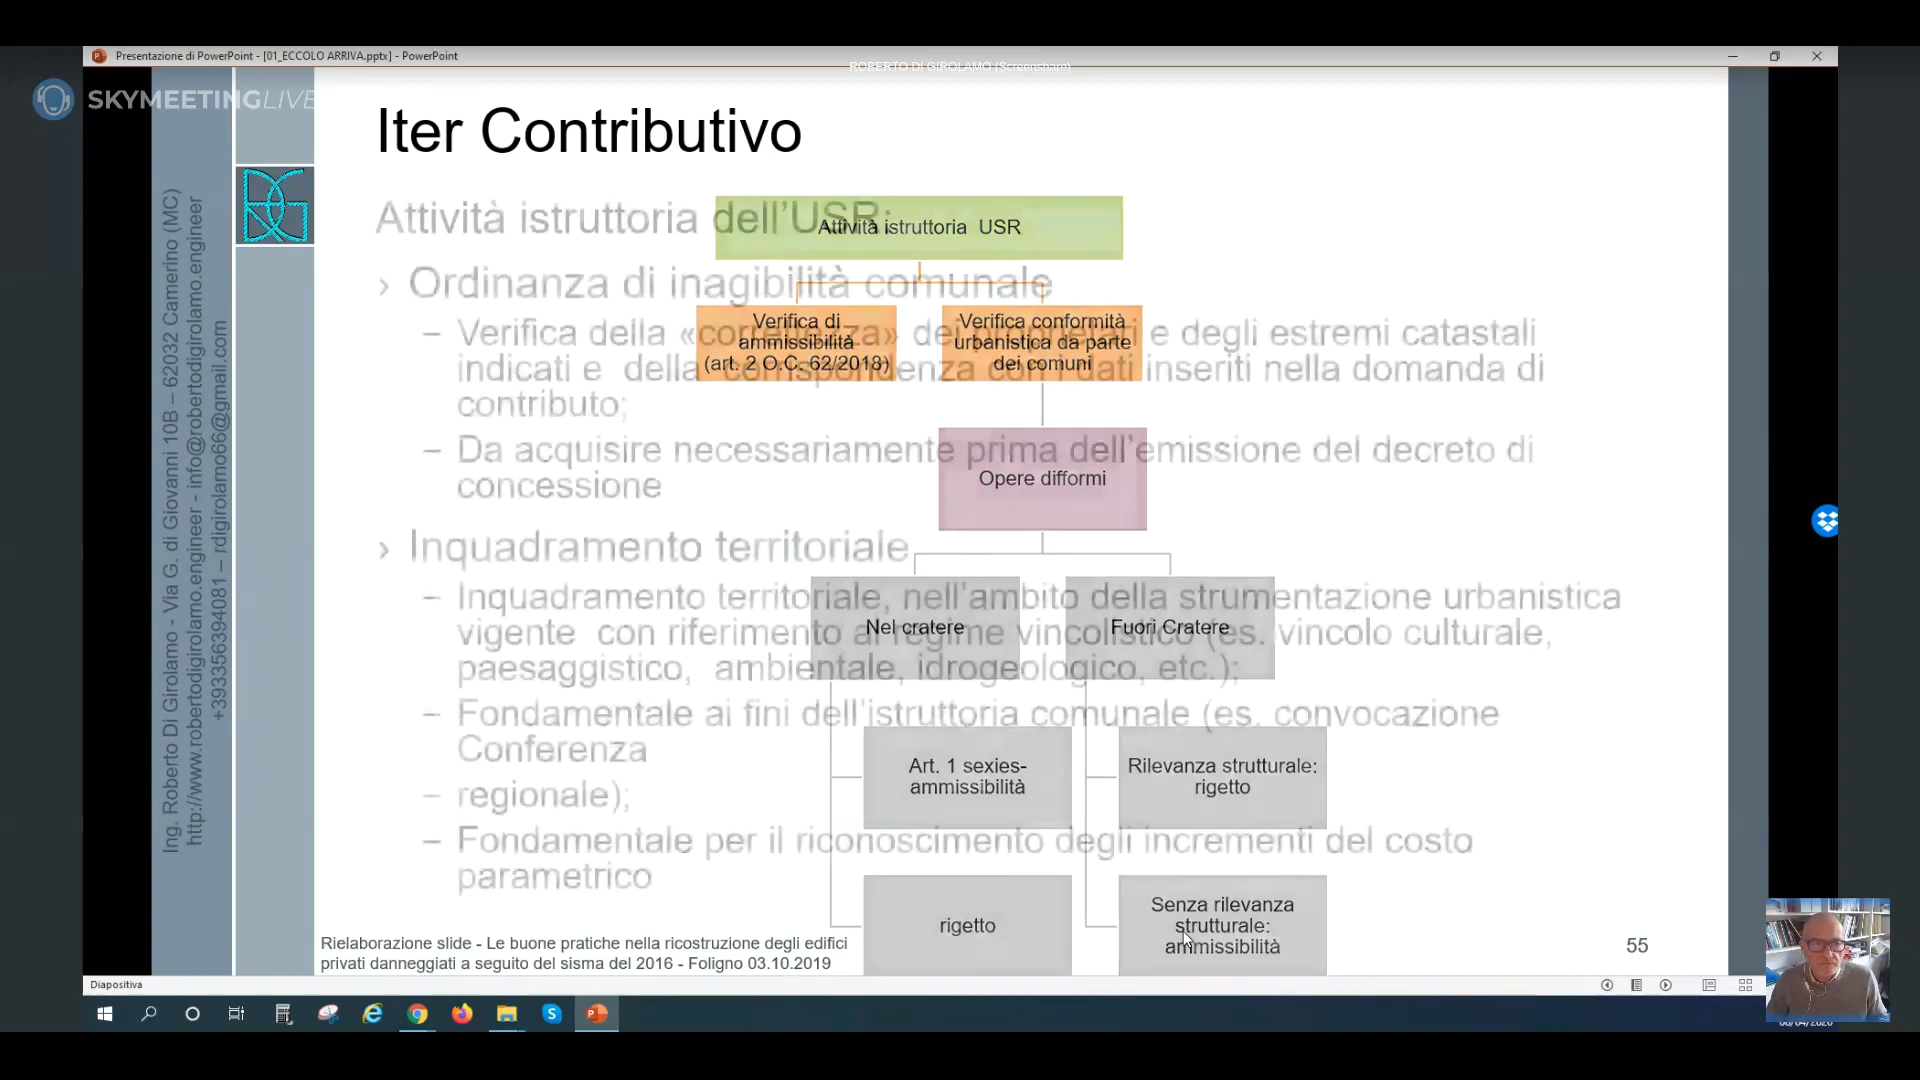 Presentazione di PowerPoint - [01_ECCOLO ARRIVA.pptx] - PowerPoint
ROBERTO DI GIROLAMO (Screenshare)
SKYMEETINGLIVE
Ing. Roberto Di Girolamo - Via G. di Giovanni 10B – 62032 Camerino (MC)
http://www.robertodigirolamo.engineer - info@robertodigirolamo.engineer
+393356394081 – rdigirolamo66@gmail.com
Iter Contributivo
Attività istruttoria dell’USR:
› Ordinanza di inagibilità comunale
– Verifica della «correttezza» dei proprietari e degli estremi catastali
indicati e della corrispondenza con i dati inseriti nella domanda di
contributo;
– Da acquisire necessariamente prima dell’emissione del decreto di
concessione
› Inquadramento territoriale
– Inquadramento territoriale, nell’ambito della strumentazione urbanistica
vigente con riferimento al regime vincolistico (es. vincolo culturale,
paesaggistico, ambientale, idrogeologico, etc.);
– Fondamentale ai fini dell’istruttoria comunale (es. convocazione
Conferenza
– regionale);
– Fondamentale per il riconoscimento degli incrementi del costo
parametrico
Attività istruttoria USR
Verifica di
ammissibilità
(art. 2 O.C. 62/2018)
Verifica conformità
urbanistica da parte
dei comuni
Opere difformi
Nel cratere
Fuori Cratere
Art. 1 sexies-
ammissibilità
Rilevanza strutturale:
rigetto
rigetto
Senza rilevanza
strutturale:
ammissibilità
Rielaborazione slide - Le buone pratiche nella ricostruzione degli edifici
privati danneggiati a seguito del sisma del 2016 - Foligno 03.10.2019
55
Diapositiva